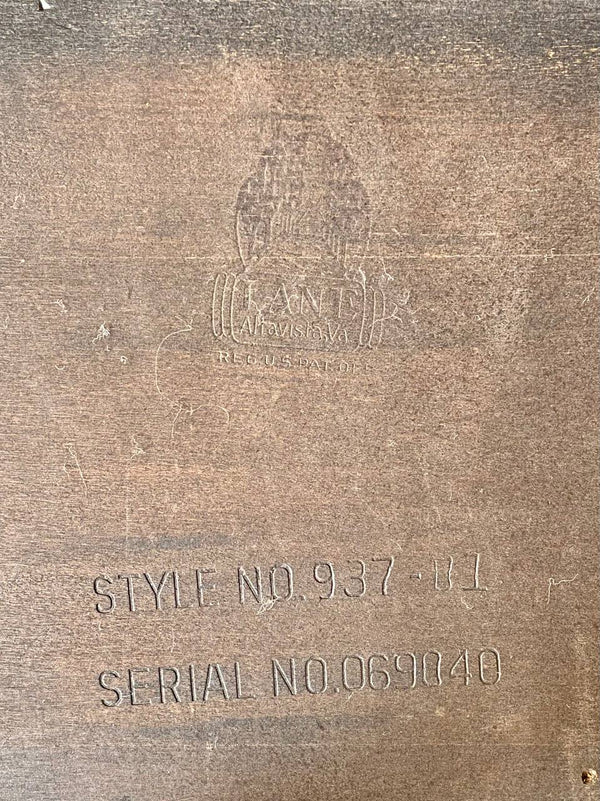 LANE
Altavista, Va.
REG. U.S. PAT. OFF.
STYLE NO. 937-01
SERIAL NO. 069040